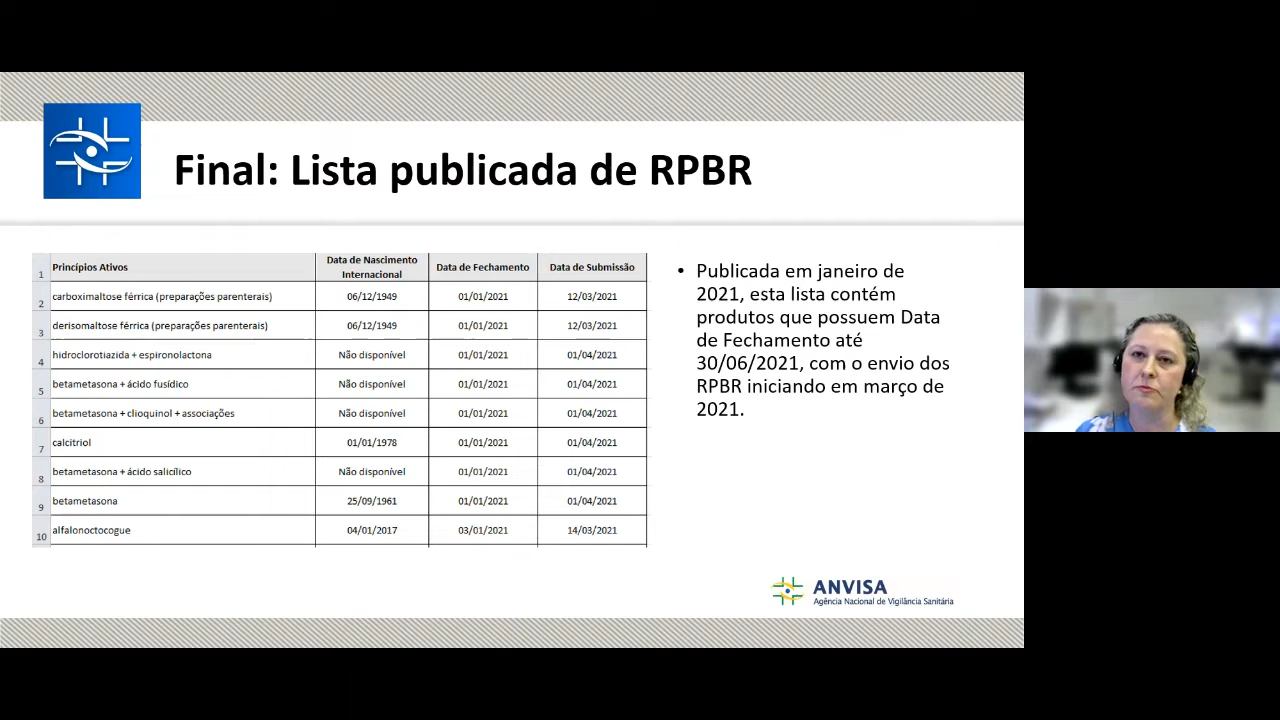 Final: Lista publicada de RPBR
1 Princípios Ativos Data de Nascimento Internacional Data de Fechamento Data de Submissão
2 carboximaltose férrica (preparações parenterais) 06/12/1949 01/01/2021 12/03/2021
3 derisomaltose férrica (preparações parenterais) 06/12/1949 01/01/2021 12/03/2021
4 hidroclorotiazida + espironolactona Não disponível 01/01/2021 01/04/2021
5 betametasona + ácido fusídico Não disponível 01/01/2021 01/04/2021
6 betametasona + clioquinol + associações Não disponível 01/01/2021 01/04/2021
7 calcitriol 01/01/1978 01/01/2021 01/04/2021
8 betametasona + ácido salicílico Não disponível 01/01/2021 01/04/2021
9 betametasona 25/09/1961 01/01/2021 01/04/2021
10 alfalonoctocogue 04/01/2017 03/01/2021 14/03/2021
• Publicada em janeiro de
2021, esta lista contém
produtos que possuem Data
de Fechamento até
30/06/2021, com o envio dos
RPBR iniciando em março de
2021.
ANVISA
Agência Nacional de Vigilância Sanitária